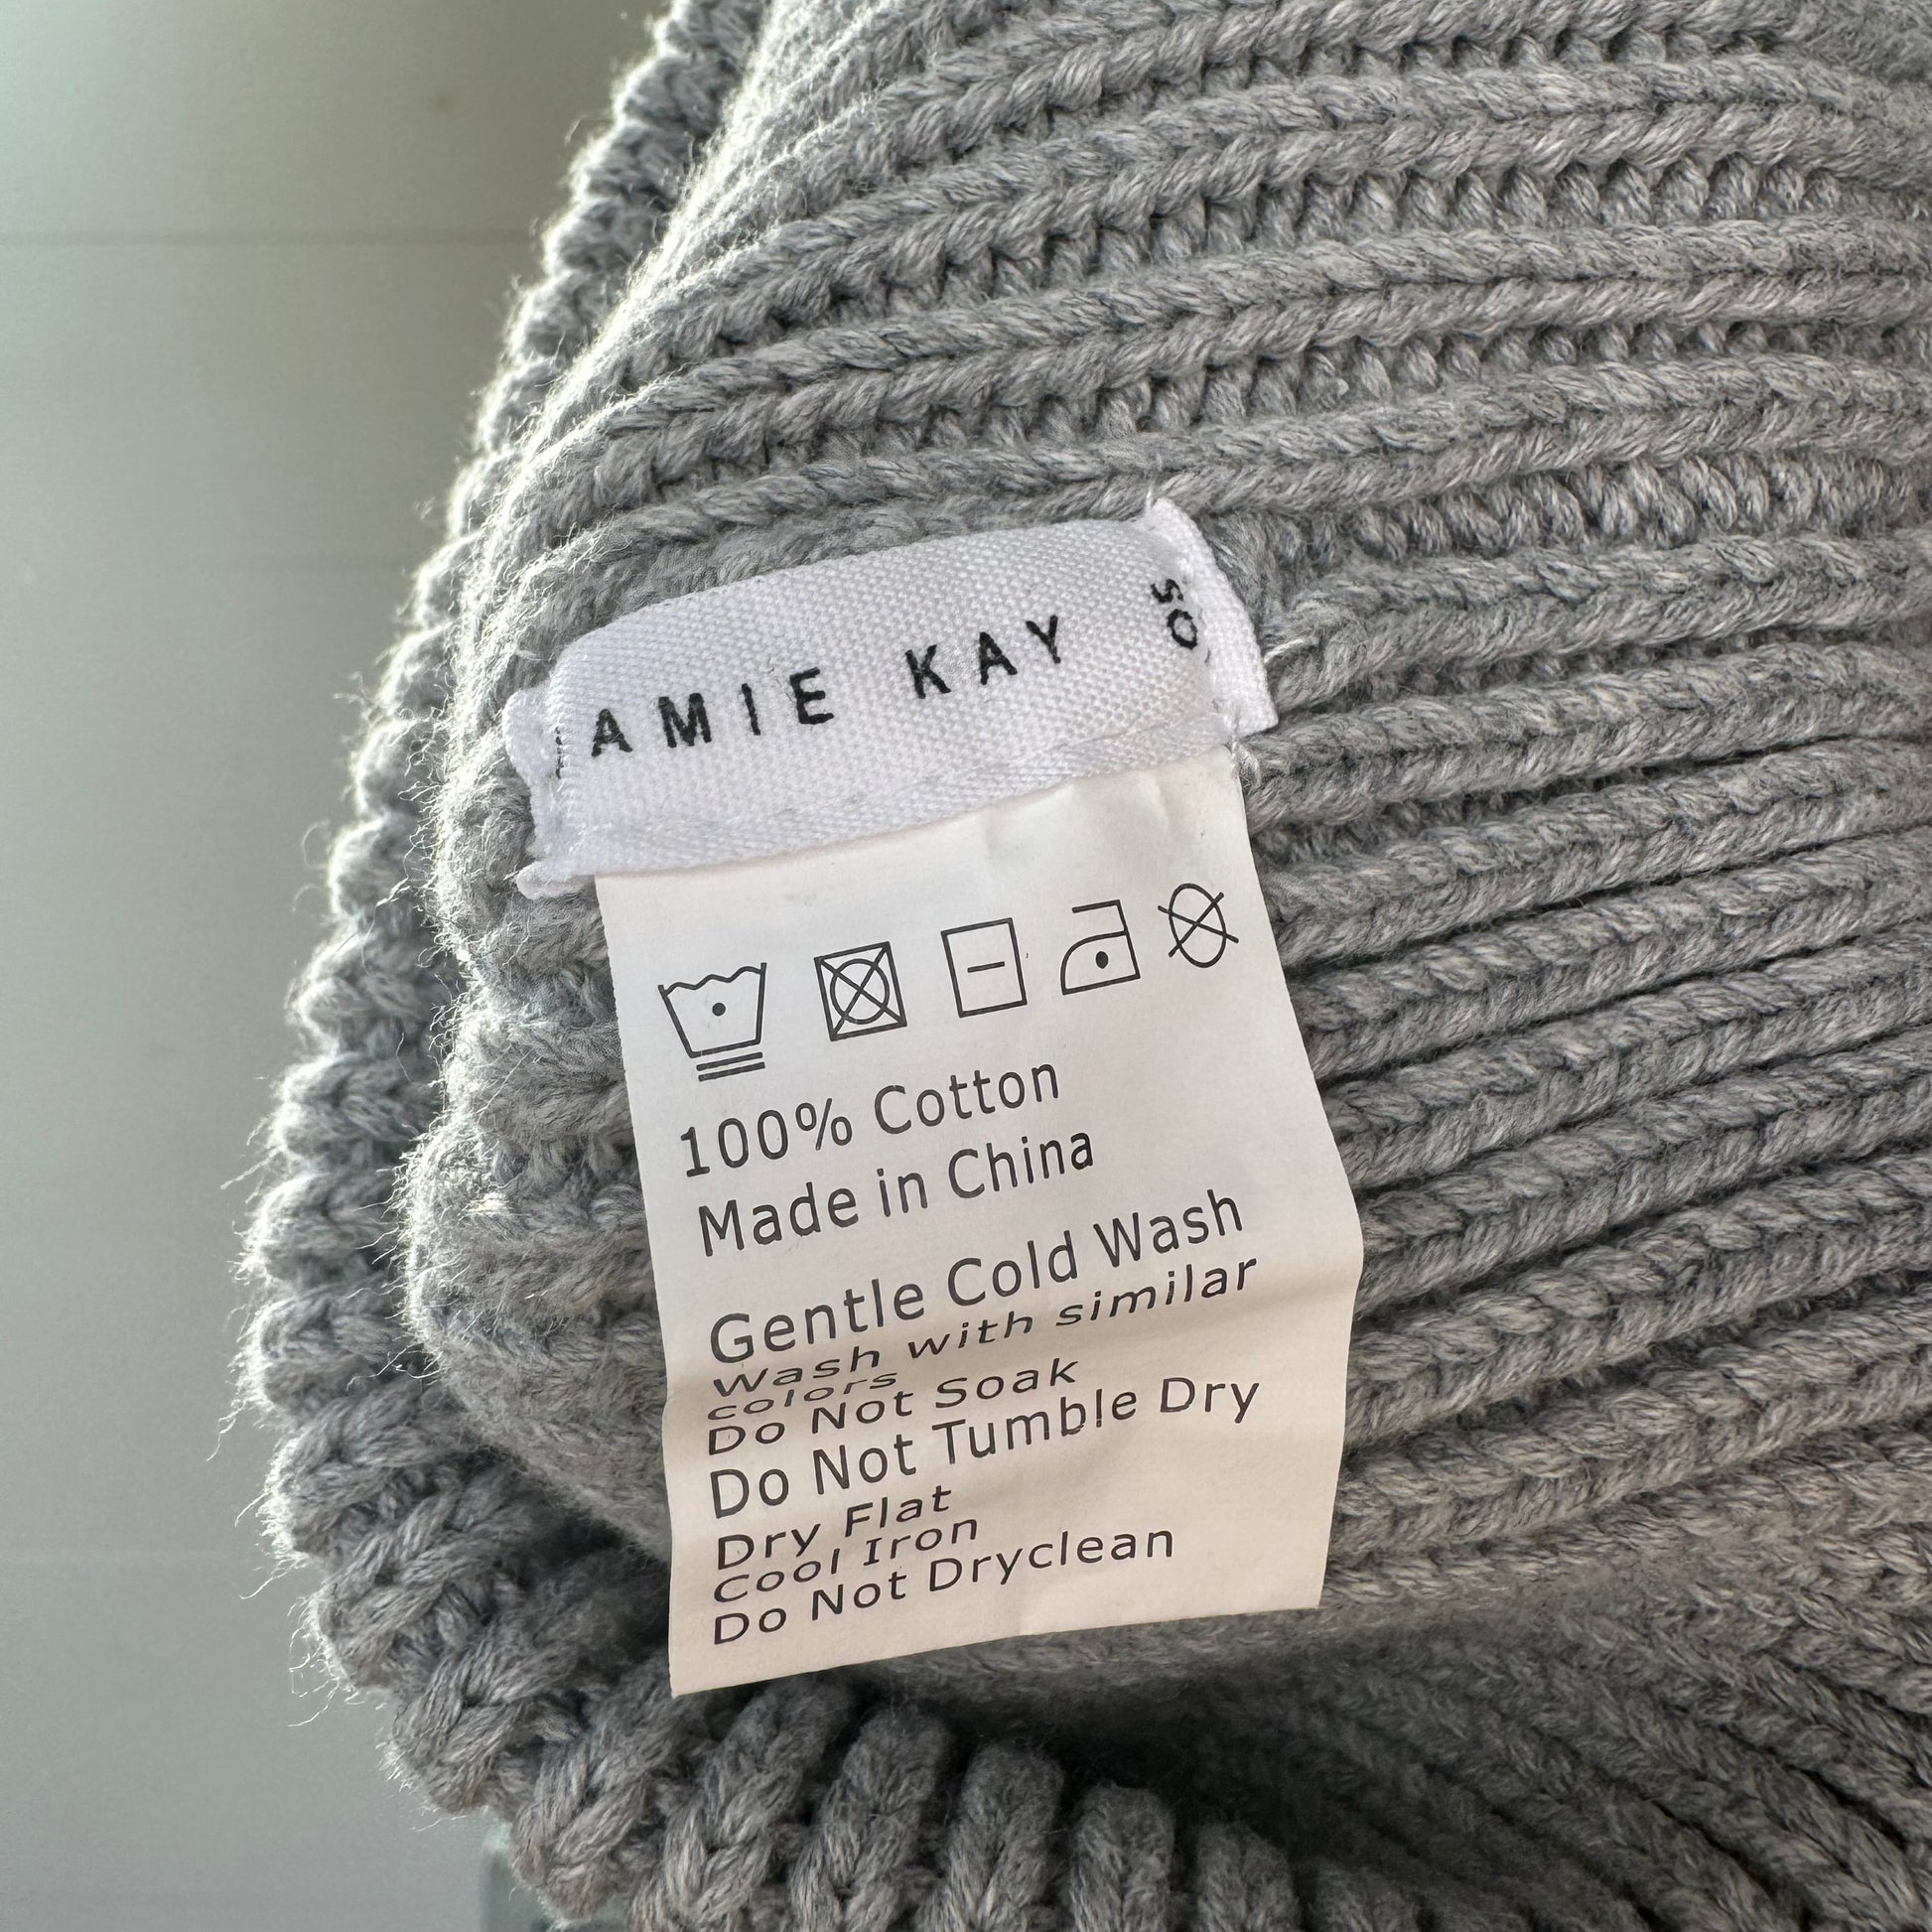 JAMIE KAY
OS
100% Cotton
Made in China
Gentle Cold Wash
Wash with similar
colors
Do Not Soak
Do Not Tumble Dry
Dry Flat
Cool Iron
Do Not Dryclean